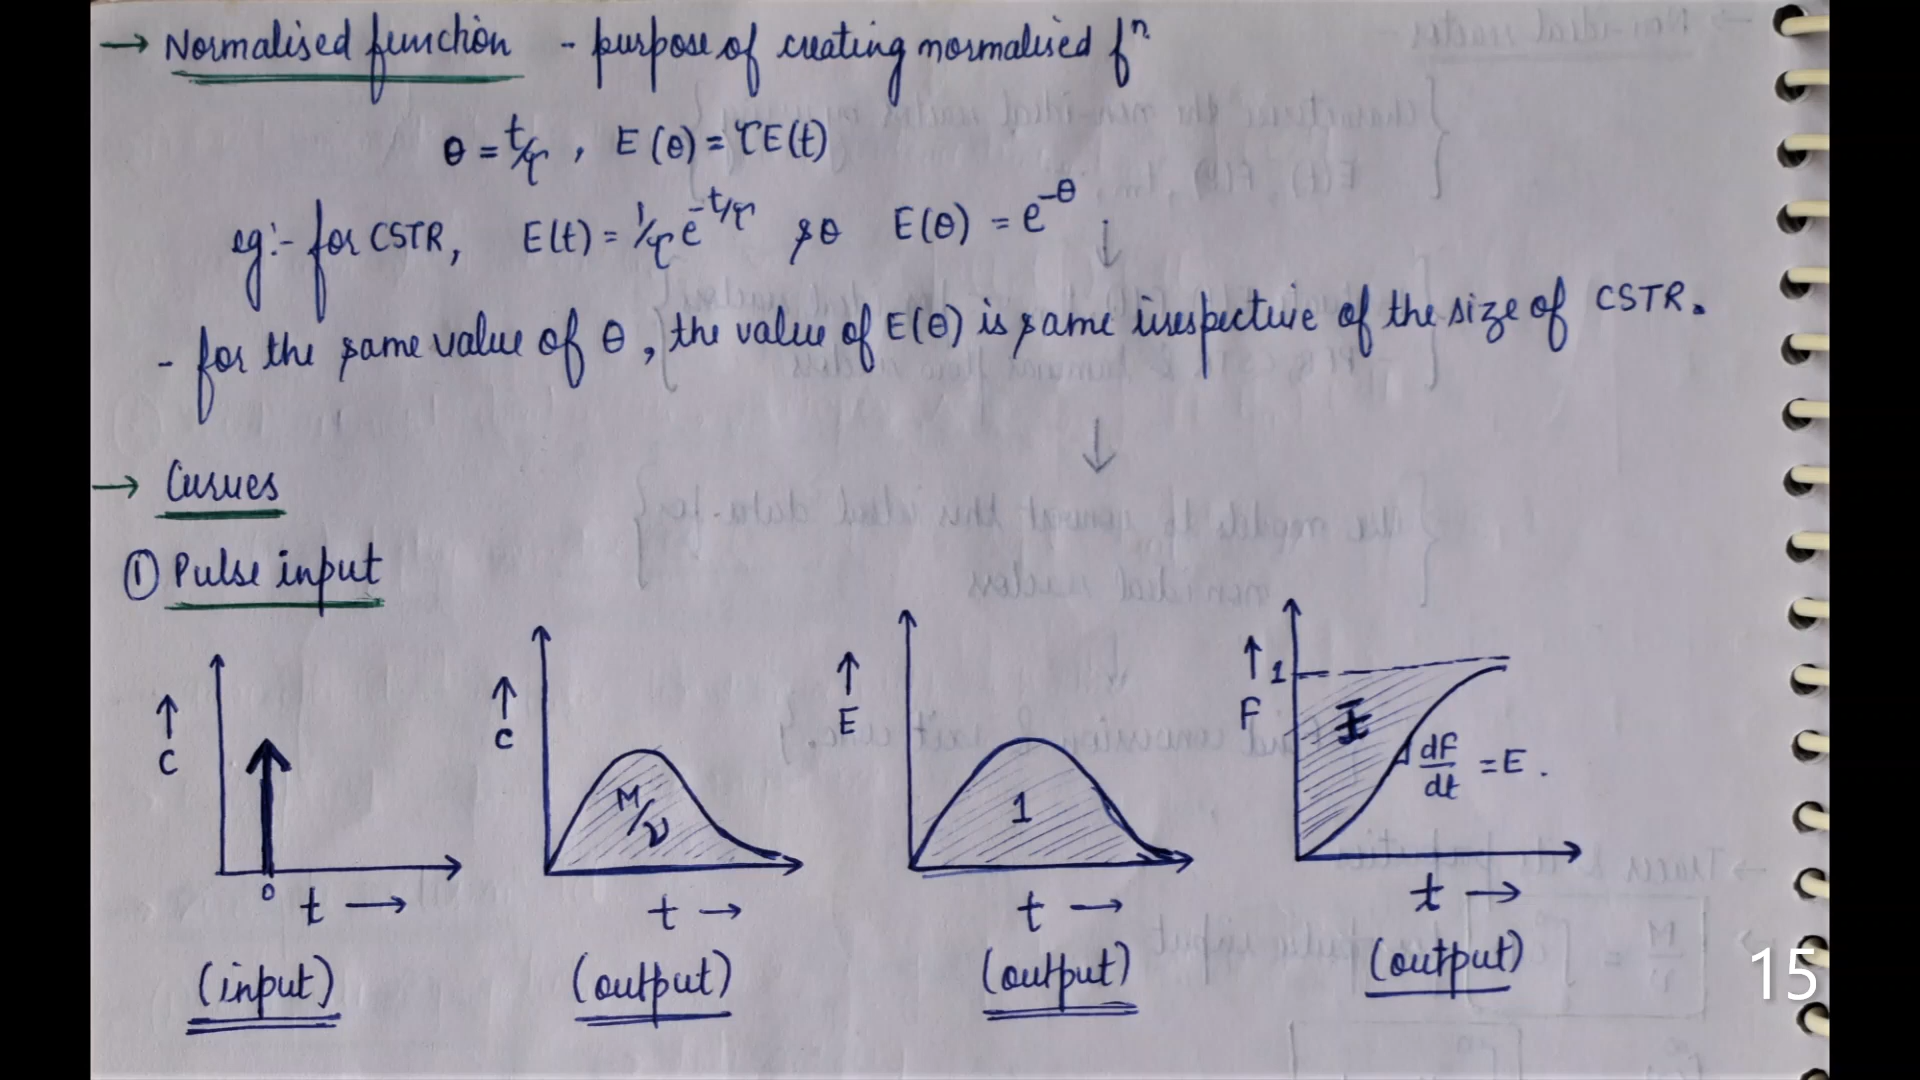 → Normalised function - purpose of creating normalised fⁿ
θ = t/τ , E(θ) = τE(t)
eg:- for CSTR, E(t) = 1/τ e^-t/τ so E(θ) = e^-θ
- for the same value of θ, the value of E(θ) is same irrespective of the size of CSTR.
→ Curves
① Pulse input
↑ C
0
t →
(input)
↑ C
M/ν
t →
(output)
↑ E
1
t →
(output)
↑ F
1
dF/dt = E .
t →
(output)
15